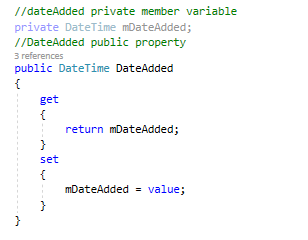 //dateAdded private member variable
private DateTime mDateAdded;
//DateAdded public property
3 references
public DateTime DateAdded
{
get
{
return mDateAdded;
}
set
{
mDateAdded = value;
}
}